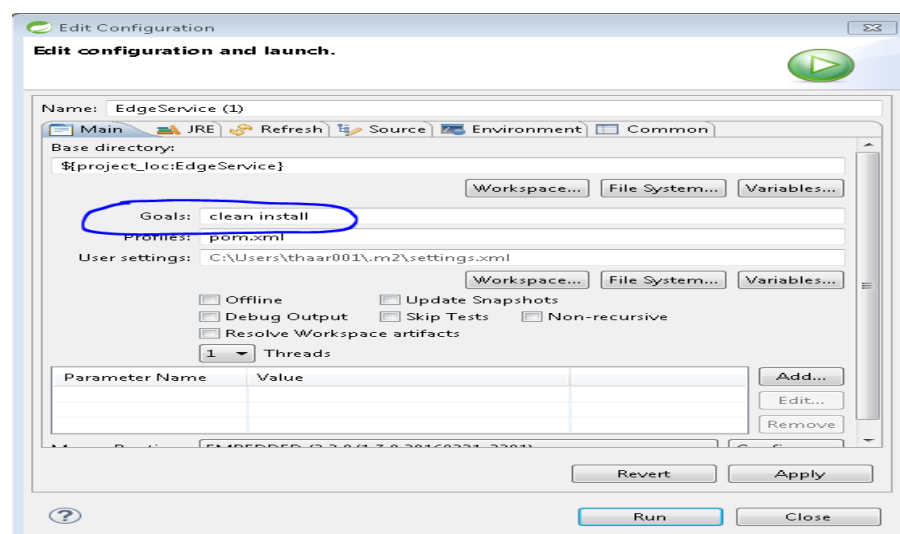 Edit Configuration
Edit configuration and launch.
Name: EdgeService (1)
Main JRE Refresh Source Environment Common
Base directory:
${project_loc:EdgeService}
Workspace... File System... Variables...
Goals: clean install
Profiles: pom.xml
User settings: C:\Users\thaar001\.m2\settings.xml
Workspace... File System... Variables...
Offline Update Snapshots
Debug Output Skip Tests Non-recursive
Resolve Workspace artifacts
1 Threads
Parameter Name Value Add...
Edit...
Remove
Revert Apply
? Run Close